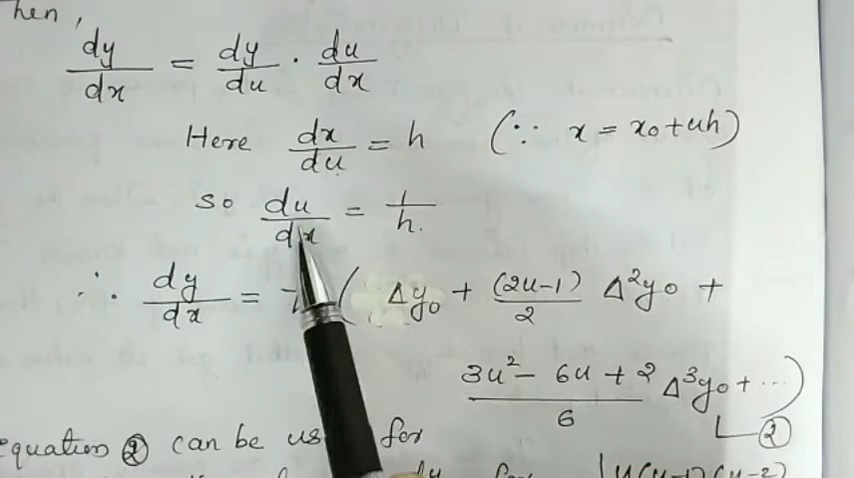 Then,
dy/dx = dy/du · du/dx
Here dx/du = h (∵ x = x₀ + uh)
so du/dx = 1/h.
∴ dy/dx = ( Δy₀ + (2u-1)/2 Δ²y₀ +
3u² - 6u + 2/6 Δ³y₀ + ...)
②
equation ② can be us for